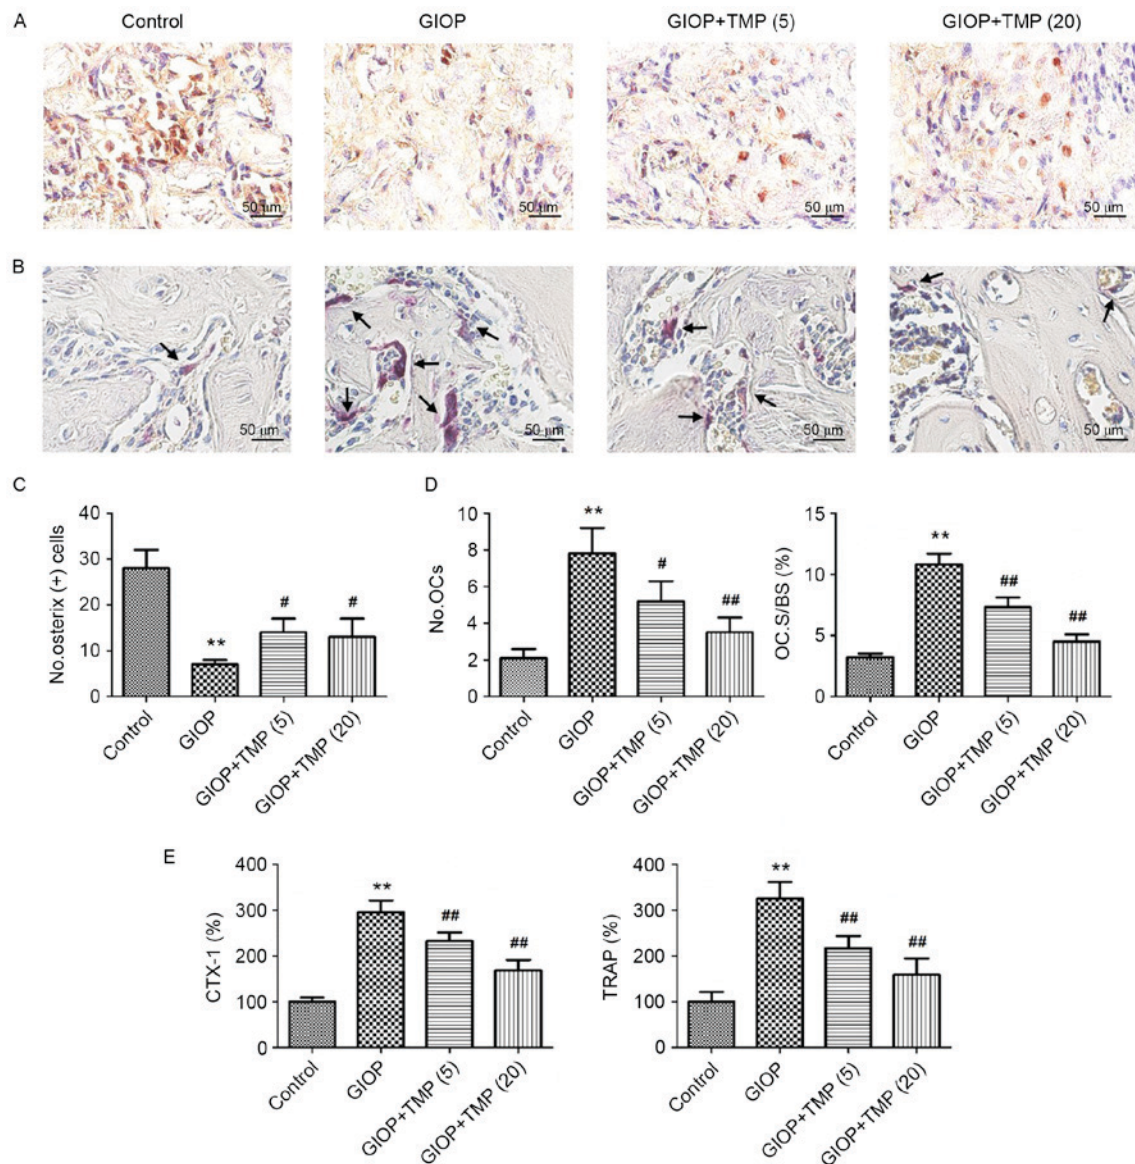 A Control GIOP GIOP+TMP (5) GIOP+TMP (20)
50 μm 50 μm 50 μm 50 μm
B
50 μm 50 μm 50 μm 50 μm
C
No.osterix (+) cells
40
30
20
10
0
**
#
#
Control
GIOP
GIOP+TMP (5)
GIOP+TMP (20)
D
No.OCs
10
8
6
4
2
0
**
#
##
Control
GIOP
GIOP+TMP (5)
GIOP+TMP (20)
OC.S/BS (%)
15
10
5
0
**
##
##
Control
GIOP
GIOP+TMP (5)
GIOP+TMP (20)
E
CTX-1 (%)
400
300
200
100
0
**
##
##
Control
GIOP
GIOP+TMP (5)
GIOP+TMP (20)
TRAP (%)
400
300
200
100
0
**
##
##
Control
GIOP
GIOP+TMP (5)
GIOP+TMP (20)